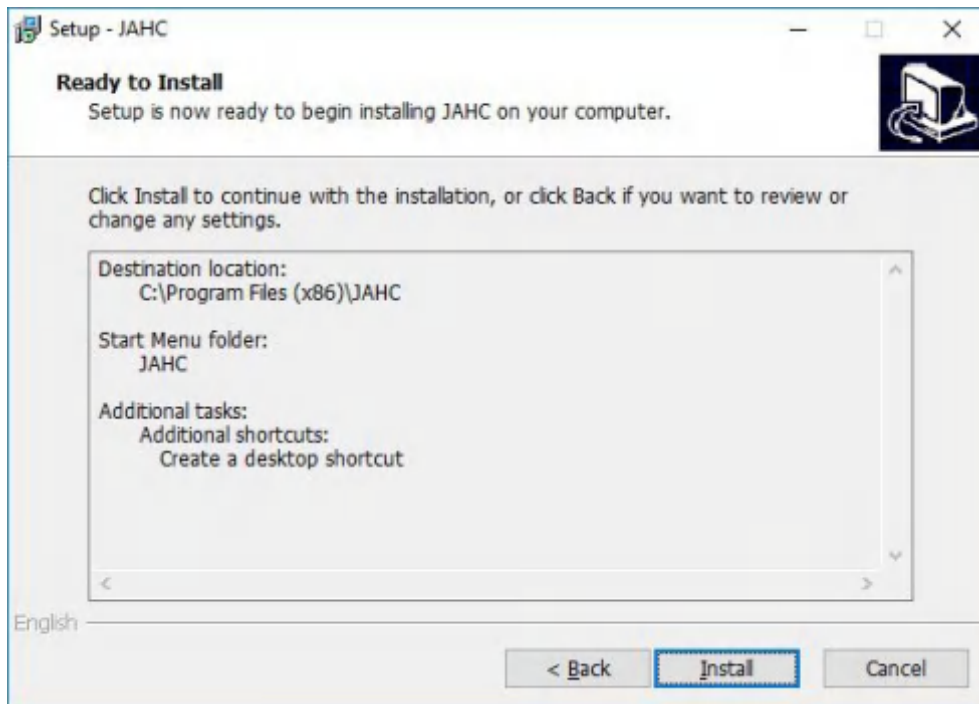 Setup - JAHC
Ready to Install
Setup is now ready to begin installing JAHC on your computer.
Click Install to continue with the installation, or click Back if you want to review or
change any settings.
Destination location:
C:\Program Files (x86)\JAHC
Start Menu folder:
JAHC
Additional tasks:
Additional shortcuts:
Create a desktop shortcut
English
< Back
Install
Cancel